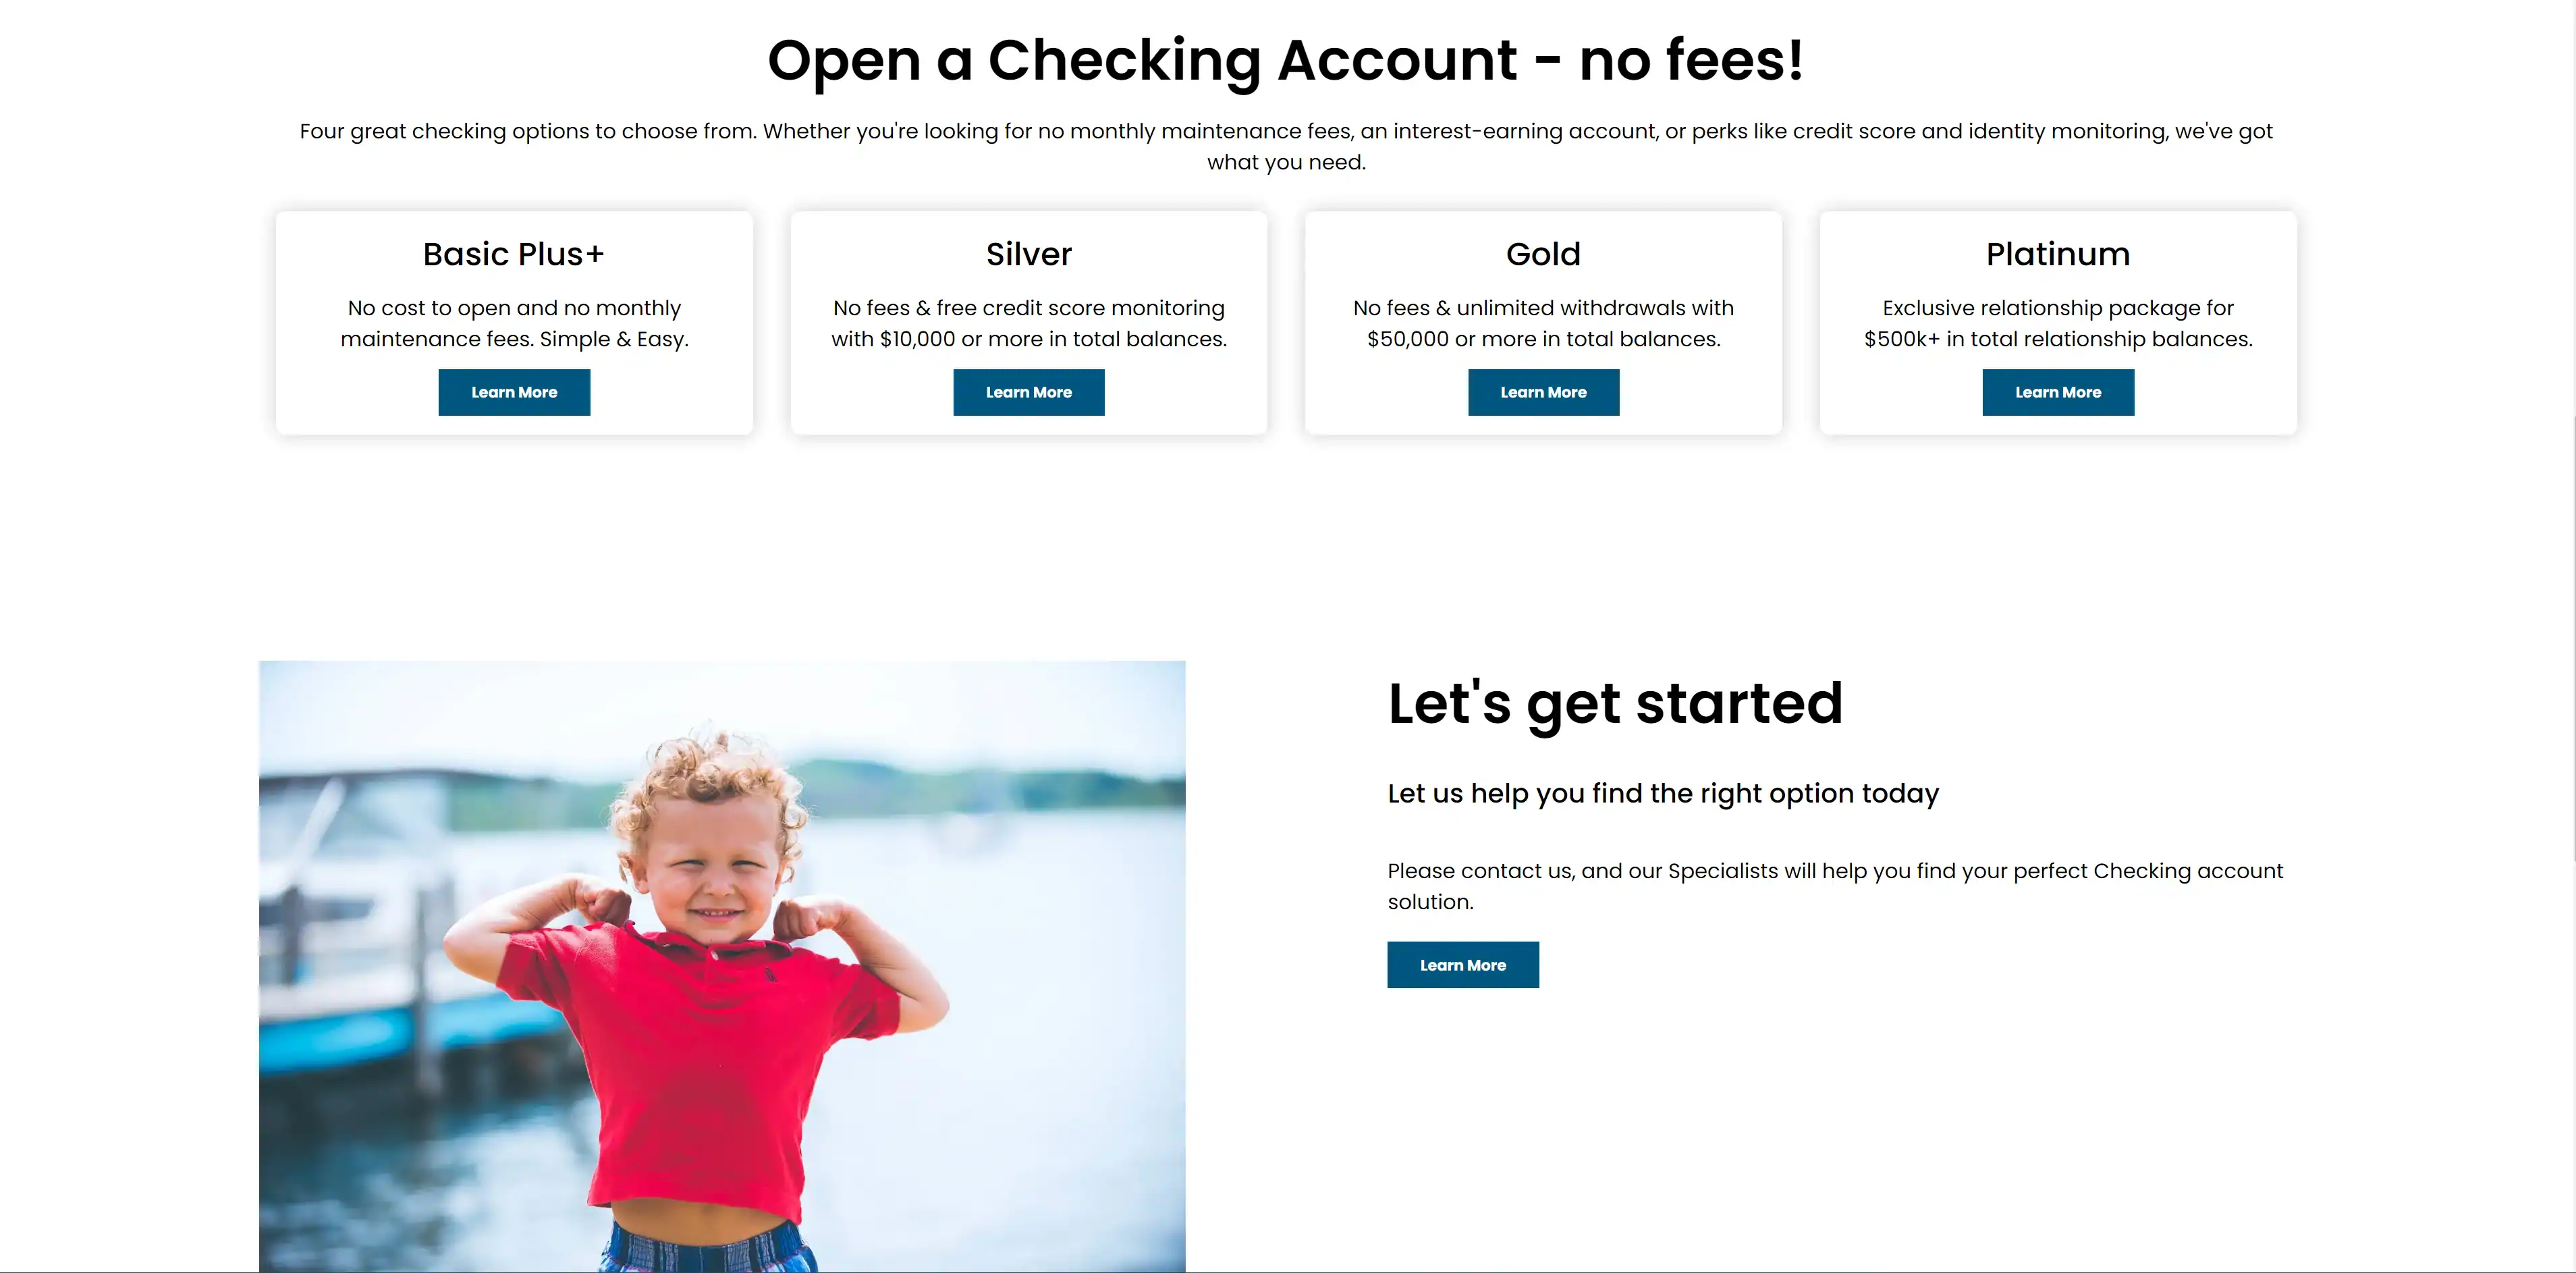 Open a Checking Account - no fees!
Four great checking options to choose from. Whether you're looking for no monthly maintenance fees, an interest-earning account, or perks like credit score and identity monitoring, we've got
what you need.
Basic Plus+
No cost to open and no monthly
maintenance fees. Simple & Easy.
Learn More
Silver
No fees & free credit score monitoring
with $10,000 or more in total balances.
Learn More
Gold
No fees & unlimited withdrawals with
$50,000 or more in total balances.
Learn More
Platinum
Exclusive relationship package for
$500k+ in total relationship balances.
Learn More
Let's get started
Let us help you find the right option today
Please contact us, and our Specialists will help you find your perfect Checking account
solution.
Learn More